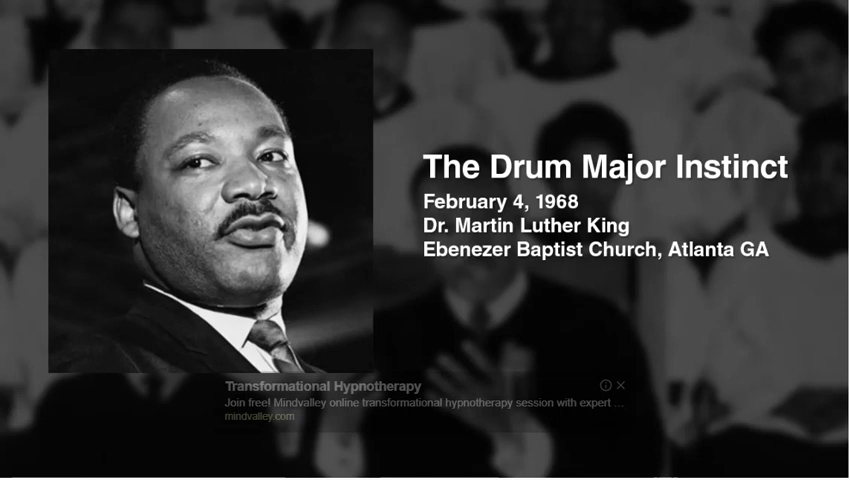 The Drum Major Instinct
February 4, 1968
Dr. Martin Luther King
Ebenezer Baptist Church, Atlanta GA
Transformational Hypnotherapy
Join free! Mindvalley online transformational hypnotherapy session with expert ...
mindvalley.com